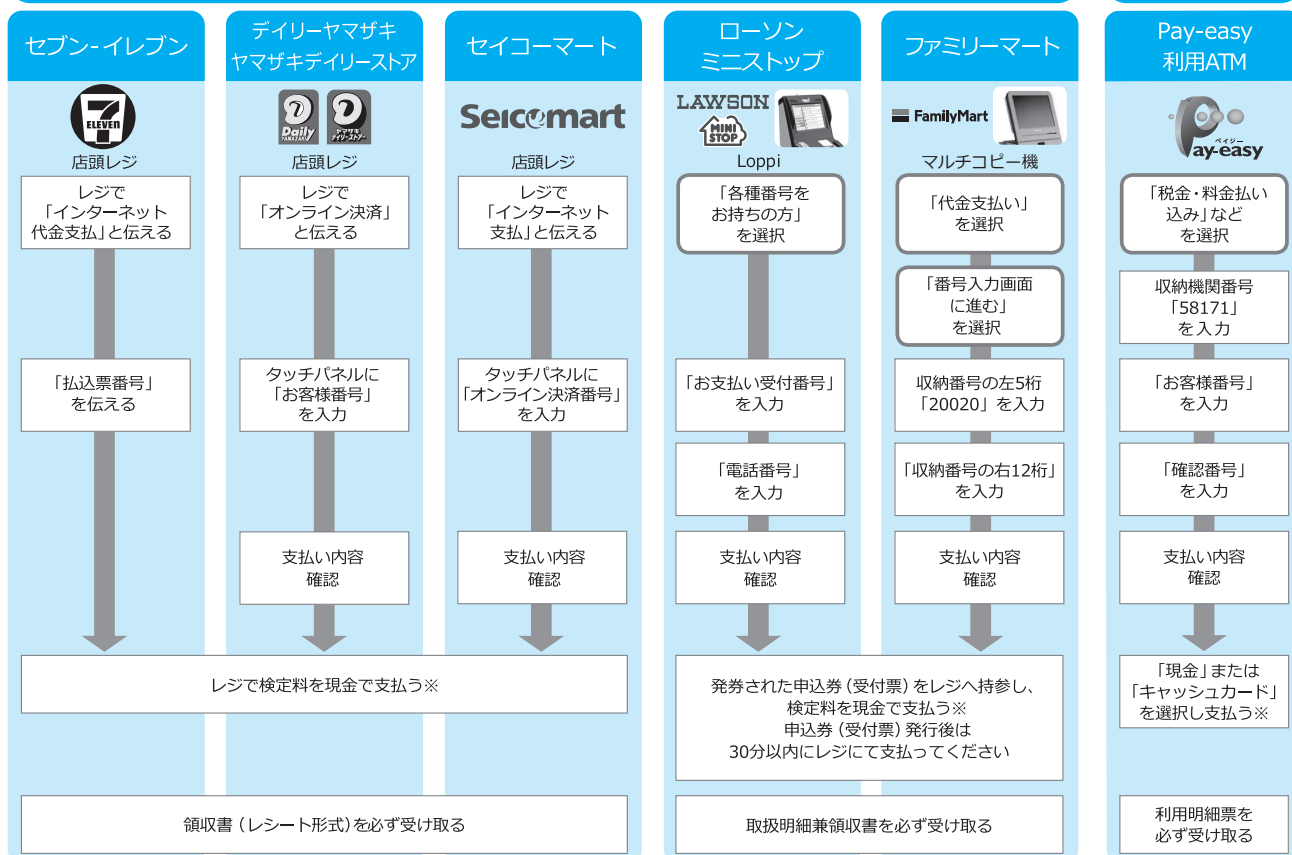 セブン-イレブン
デイリーヤマザキ
ヤマザキデイリーストア
セイコーマート
ローソン
ミニストップ
ファミリーマート
Pay-easy
利用ATM
7
ELEVEN
Daily
YAMAZAKI
ヤマザキ
デイリーストアー
Seicomart
LAWSON
MINI
STOP
FamilyMart
ペイジー
Pay-easy
店頭レジ
店頭レジ
店頭レジ
Loppi
マルチコピー機
レジで
「インターネット
代金支払」と伝える
レジで
「オンライン決済」
と伝える
レジで
「インターネット
支払」と伝える
「各種番号を
お持ちの方」
を選択
「代金支払い」
を選択
「税金・料金払い
込み」など
を選択
「番号入力画面
に進む」
を選択
収納機関番号
「58171」
を入力
「払込票番号」
を伝える
タッチパネルに
「お客様番号」
を入力
タッチパネルに
「オンライン決済番号」
を入力
「お支払い受付番号」
を入力
収納番号の左5桁
「20020」を入力
「お客様番号」
を入力
「電話番号」
を入力
「収納番号の右12桁」
を入力
「確認番号」
を入力
支払い内容
確認
支払い内容
確認
支払い内容
確認
支払い内容
確認
支払い内容
確認
レジで検定料を現金で支払う※
発券された申込券(受付票)をレジへ持参し、
検定料を現金で支払う※
申込券(受付票)発行後は
30分以内にレジにて支払ってください
「現金」または
「キャッシュカード」
を選択し支払う※
領収書(レシート形式)を必ず受け取る
取扱明細兼領収書を必ず受け取る
利用明細票を
必ず受け取る